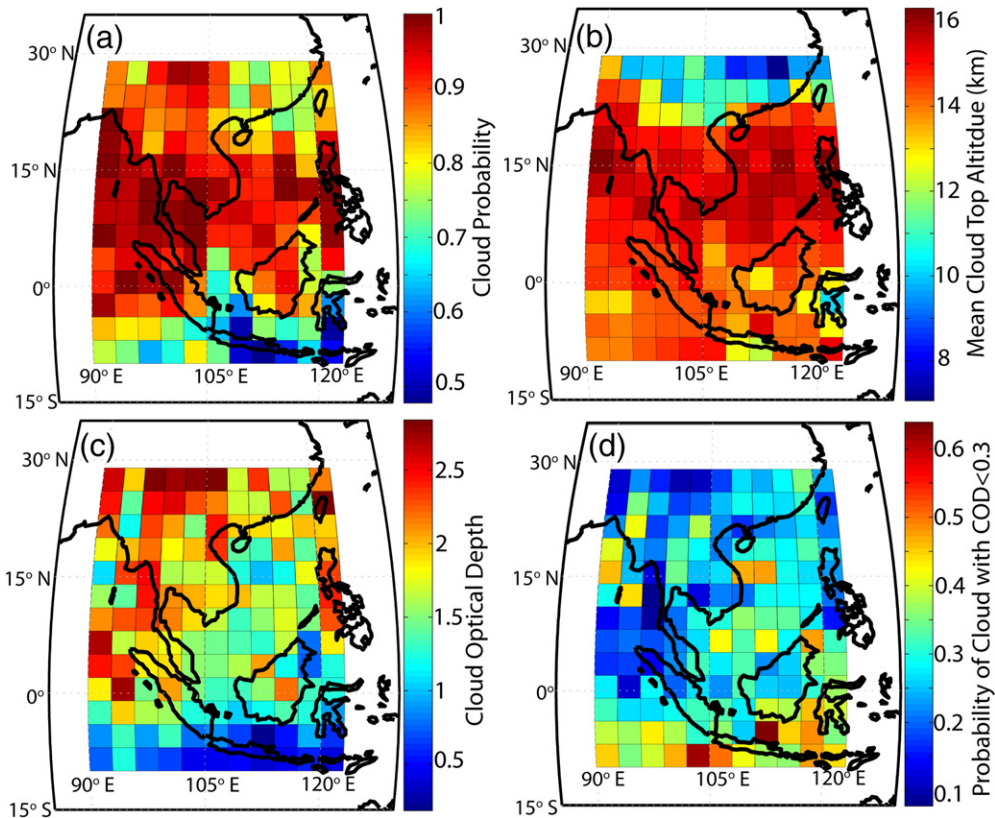 (a)
30° N
15° N
0°
15° S
90° E
105° E
120° E
1
0.9
0.8
0.7
0.6
0.5
Cloud Probability
(b)
30° N
15° N
0°
15° S
90° E
105° E
120° E
16
14
12
10
8
Mean Cloud Top Altitdue (km)
(c)
30° N
15° N
0°
15° S
90° E
105° E
120° E
2.5
2
1.5
1
0.5
Cloud Optical Depth
(d)
30° N
15° N
0°
15° S
90° E
105° E
120° E
0.6
0.5
0.4
0.3
0.2
0.1
Probability of Cloud with COD<0.3